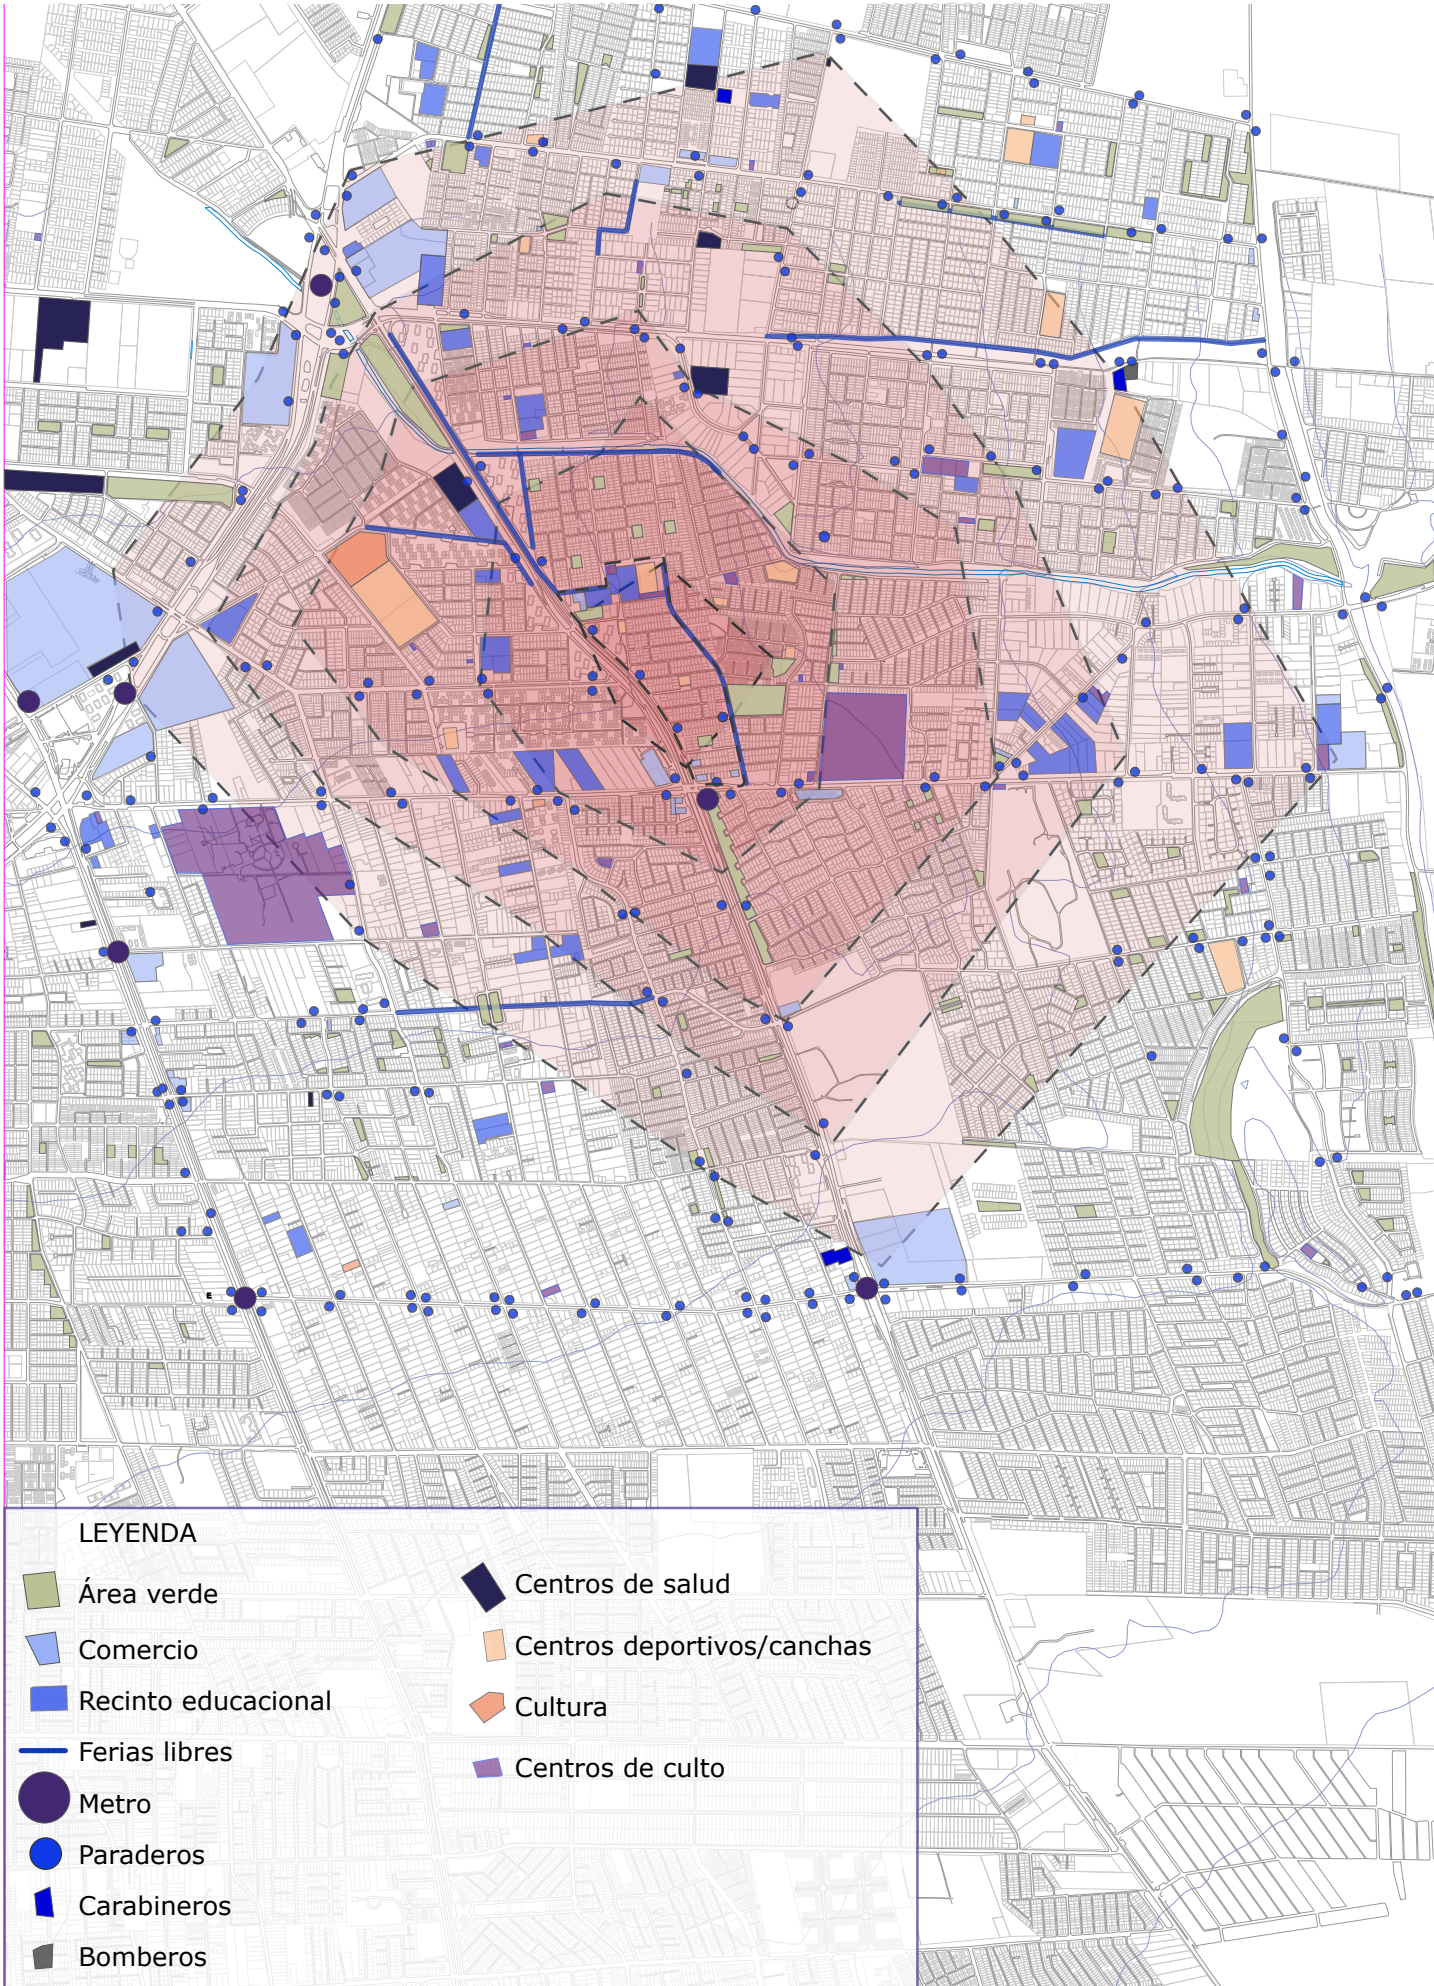 E
LEYENDA
Área verde
Comercio
Recinto educacional
Ferias libres
Metro
Paraderos
Carabineros
Bomberos
Centros de salud
Centros deportivos/canchas
Cultura
Centros de culto